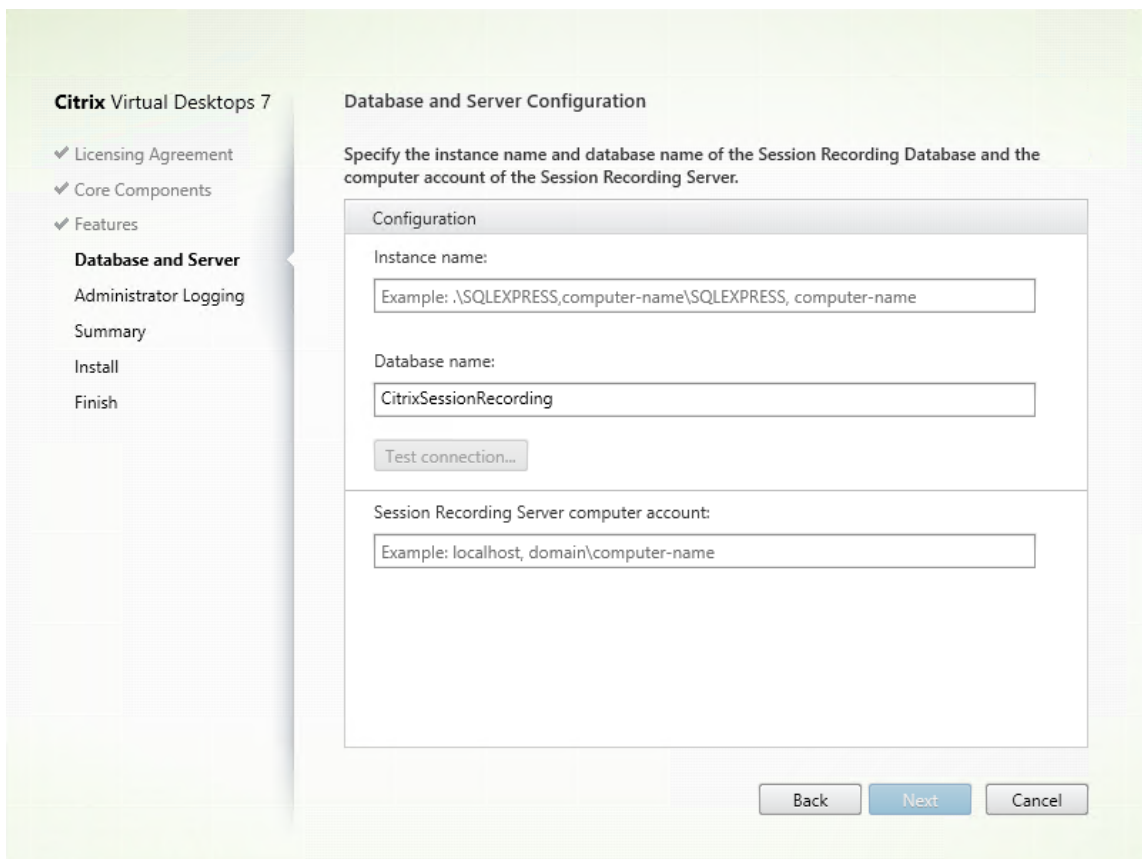 Citrix Virtual Desktops 7
Licensing Agreement
Core Components
Features
Database and Server
Administrator Logging
Summary
Install
Finish
Database and Server Configuration
Specify the instance name and database name of the Session Recording Database and the
computer account of the Session Recording Server.
Configuration
Instance name:
Example: .\SQLEXPRESS,computer-name\SQLEXPRESS, computer-name
Database name:
CitrixSessionRecording
Test connection...
Session Recording Server computer account:
Example: localhost, domain\computer-name
Back
Next
Cancel